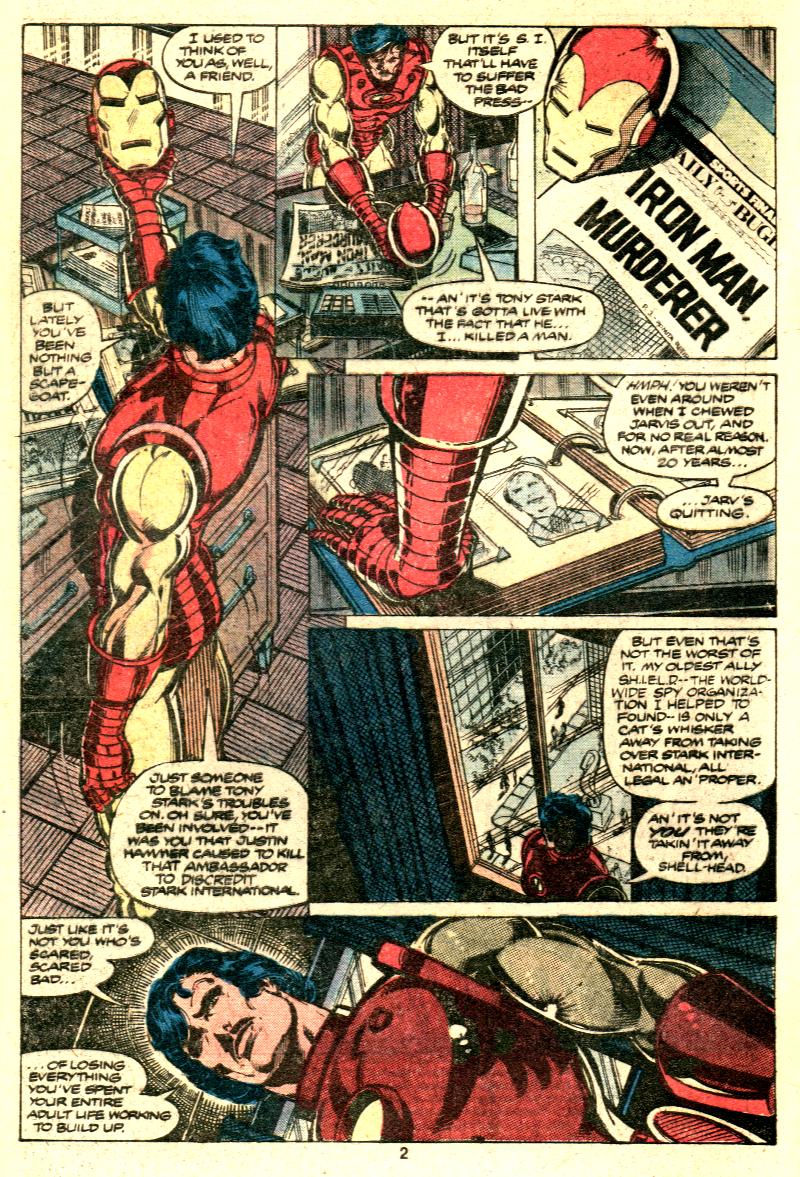 I USED TO
THINK OF
YOU AS, WELL,
A FRIEND.
BUT
LATELY
YOU'VE
BEEN
NOTHING
BUT A
SCAPE-
GOAT.
JUST SOMEONE
TO BLAME TONY
STARK'S TROUBLES
ON. OH SURE, YOU'VE
BEEN INVOLVED--IT
WAS YOU THAT JUSTIN
HAMMER CAUSED TO KILL
THAT AMBASSADOR
TO DISCREDIT
STARK INTERNATIONAL.
BUT IT'S S. I.
ITSELF
THAT'LL HAVE
TO SUFFER
THE BAD
PRESS--
IRON MAN,
MURDERER
-- AN' IT'S TONY STARK
THAT'S GOTTA LIVE WITH
THE FACT THAT HE...
I... KILLED A MAN.
SPORTS FINAL
DAILY BUGL
IRON MAN,
MURDERER
HMPH! YOU WEREN'T
EVEN AROUND
WHEN I CHEWED
JARVIS OUT, AND
FOR NO REAL REASON.
NOW, AFTER ALMOST
20 YEARS...
...JARV'S
QUITTING.
BUT EVEN THAT'S
NOT THE WORST OF
IT. MY OLDEST ALLY
S.H.I.E.L.D.--THE WORLD-
WIDE SPY ORGANIZA-
TION I HELPED TO
FOUND--IS ONLY A
CAT'S WHISKER
AWAY FROM TAKING
OVER STARK INTER-
NATIONAL, ALL
LEGAL AN' PROPER.
AN' IT'S NOT
YOU THEY'RE
TAKIN' IT AWAY
FROM,
SHELL-HEAD.
JUST LIKE IT'S
NOT YOU WHO'S
SCARED,
SCARED
BAD...
...OF LOSING
EVERYTHING
YOU'VE SPENT
YOUR ENTIRE
ADULT LIFE WORKING
TO BUILD UP.
2